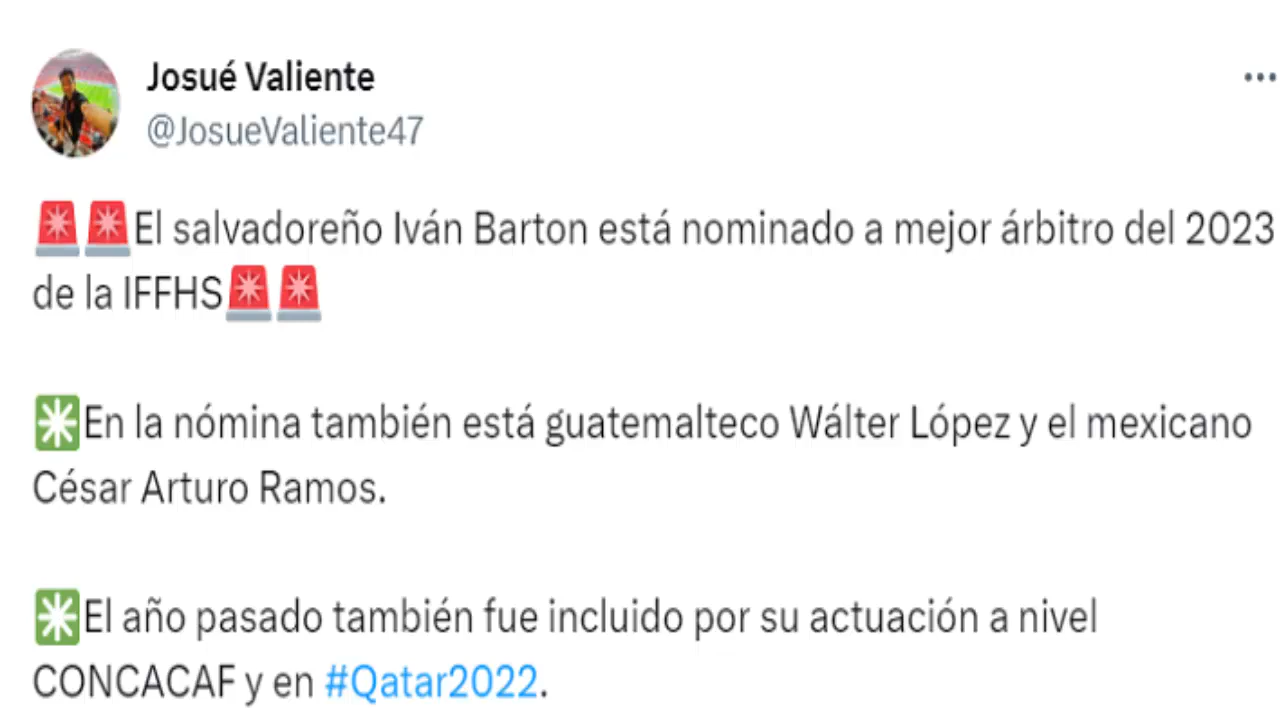 Josué Valiente
@JosueValiente47
🚨🚨El salvadoreño Iván Barton está nominado a mejor árbitro del 2023
de la IFFHS🚨🚨
✳️En la nómina también está guatemalteco Wálter López y el mexicano
César Arturo Ramos.
✳️El año pasado también fue incluido por su actuación a nivel
CONCACAF y en #Qatar2022.